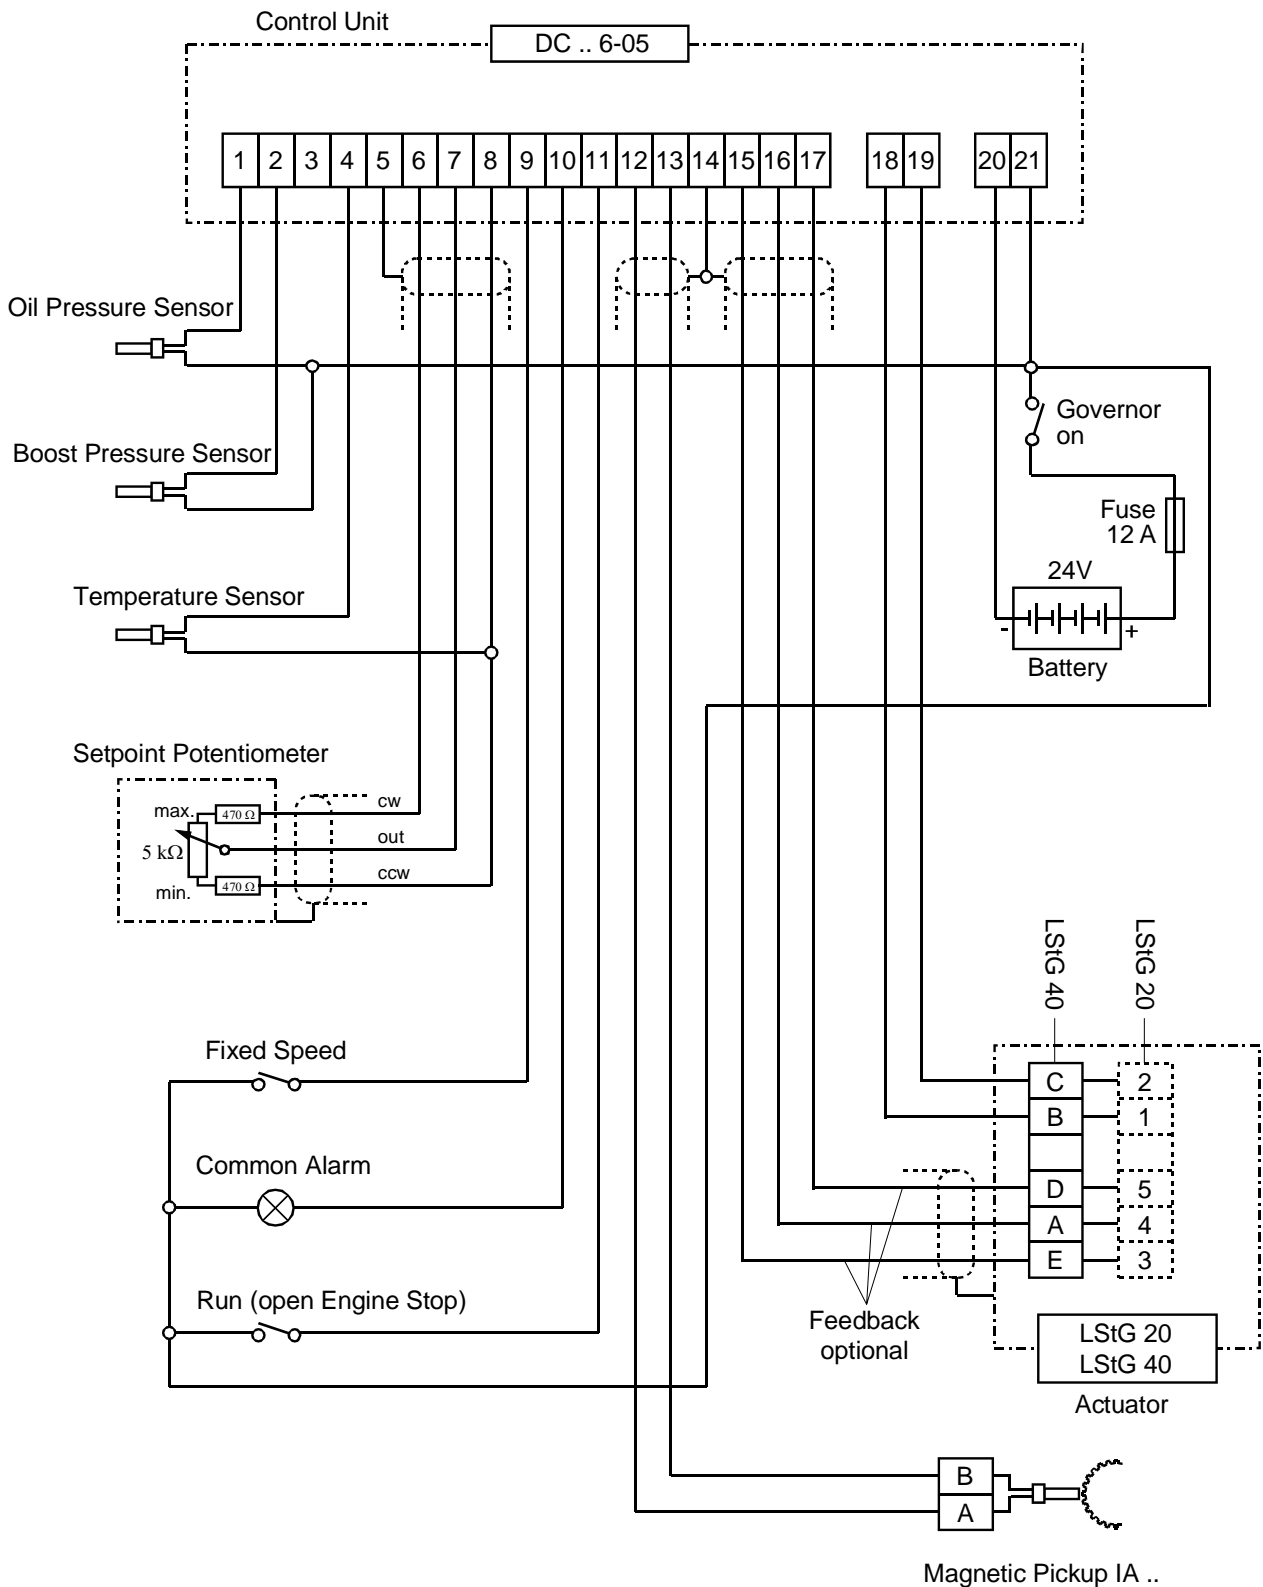 Control Unit
DC .. 6-05
1 2 3 4 5 6 7 8 9 10 11 12 13 14 15 16 17 18 19 20 21
Oil Pressure Sensor
Governor
on
Boost Pressure Sensor
Fuse
12 A
24V
Temperature Sensor
- +
Battery
Setpoint Potentiometer
max. 470 Ω cw
5 kΩ out
min. 470 Ω ccw
LStG 40
LStG 20
Fixed Speed
C 2
B 1
Common Alarm
D 5
A 4
E 3
Run (open Engine Stop)
Feedback
optional
LStG 20
LStG 40
Actuator
B
A
Magnetic Pickup IA ..